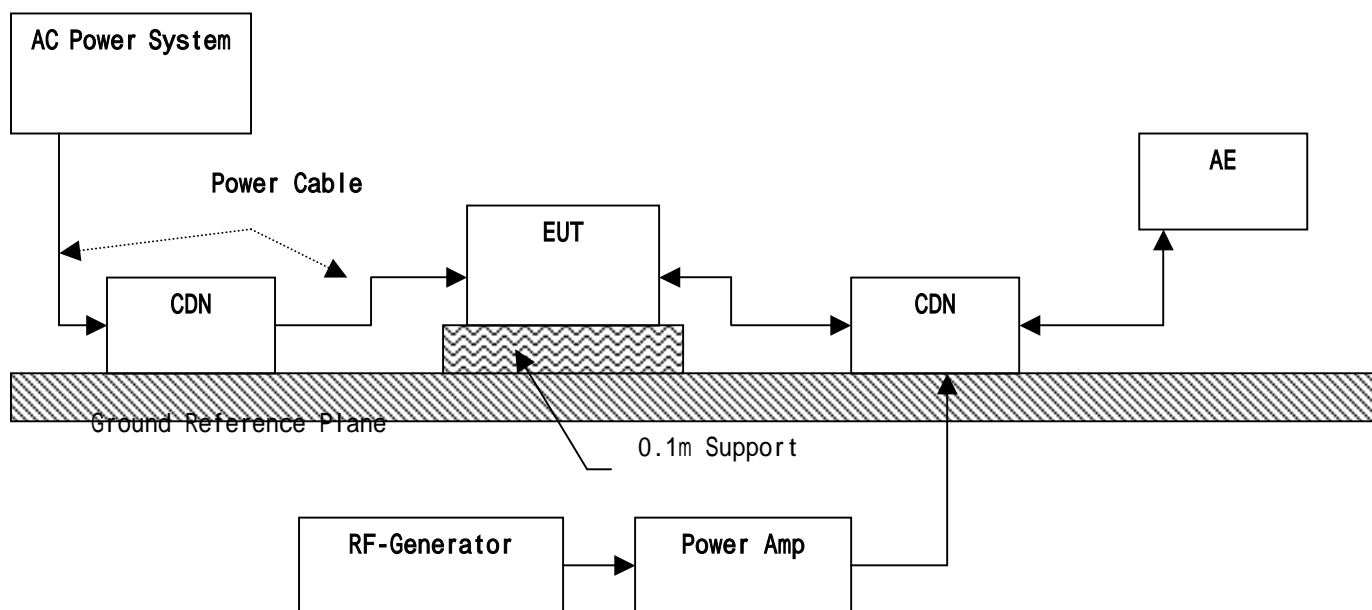 AC Power System
AE
Power Cable
EUT
CDN
CDN
Ground Reference Plane
0.1m Support
RF-Generator
Power Amp